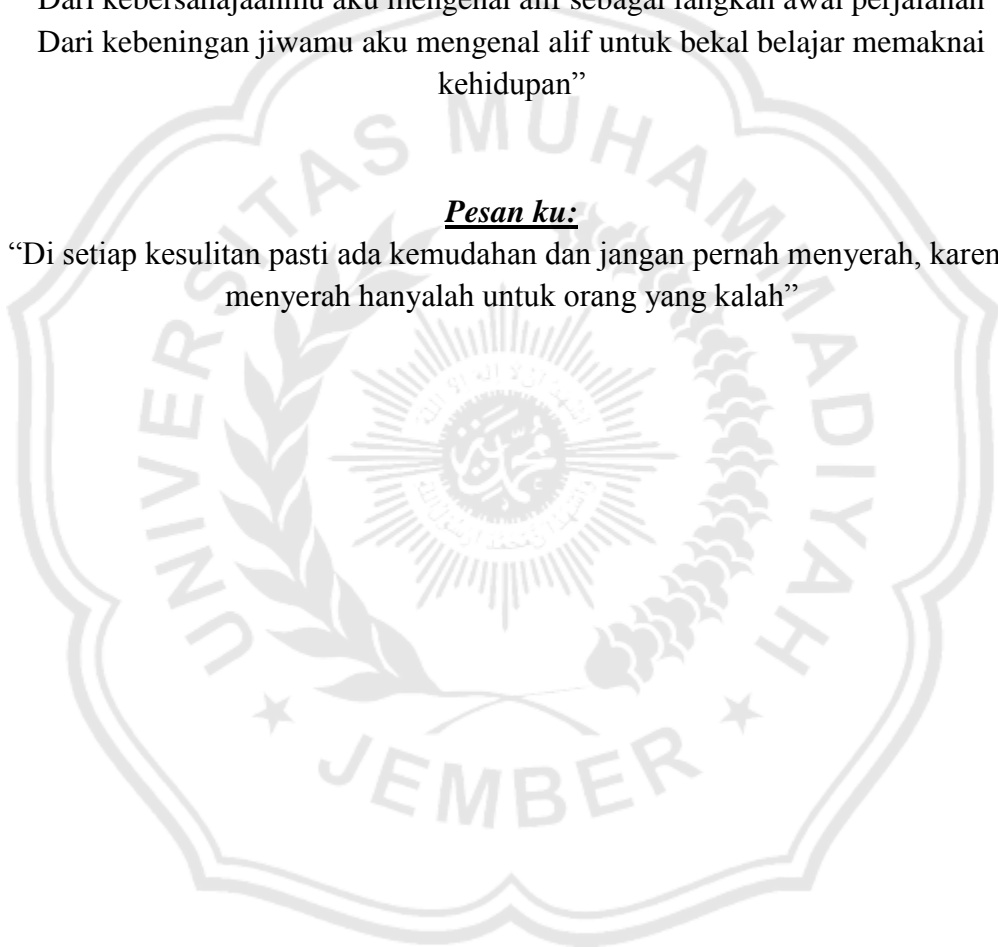 Dari kebersahajaanmu aku mengenal alif sebagai langkah awal perjalanan
Dari kebeningan jiwamu aku mengenal alif untuk bekal belajar memaknai
kehidupan”
Pesan ku:
“Di setiap kesulitan pasti ada kemudahan dan jangan pernah menyerah, karen
menyerah hanyalah untuk orang yang kalah”
UNIVERSITAS MUHAMMADIYAH
JEMBER